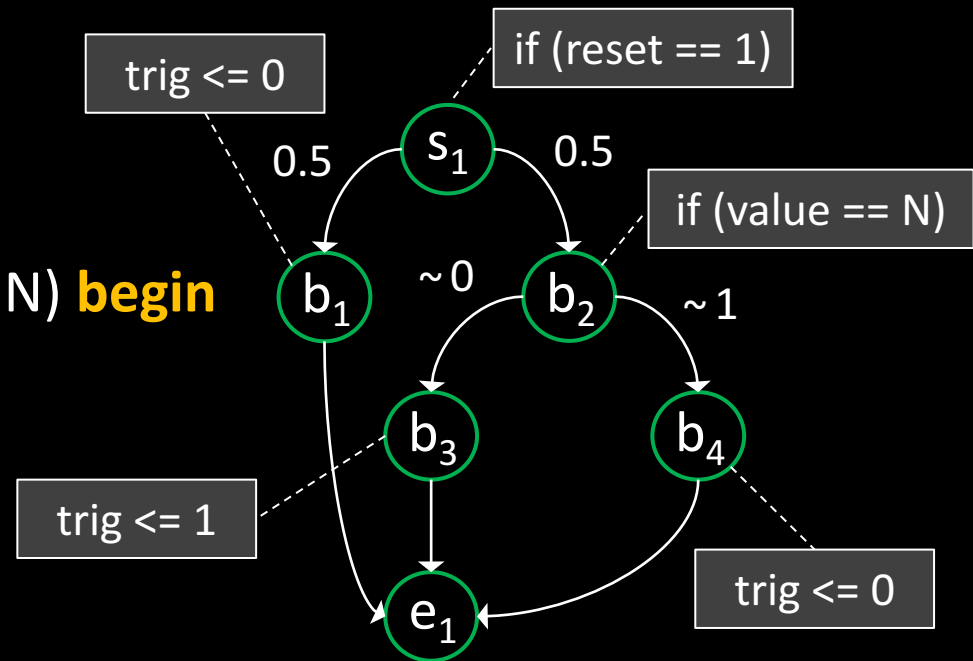 if (reset == 1)
trig <= 0
s₁
0.5
0.5
if (value == N)
N) begin
b₁
~0
b₂
~1
b₃
b₄
trig <= 1
trig <= 0
e₁